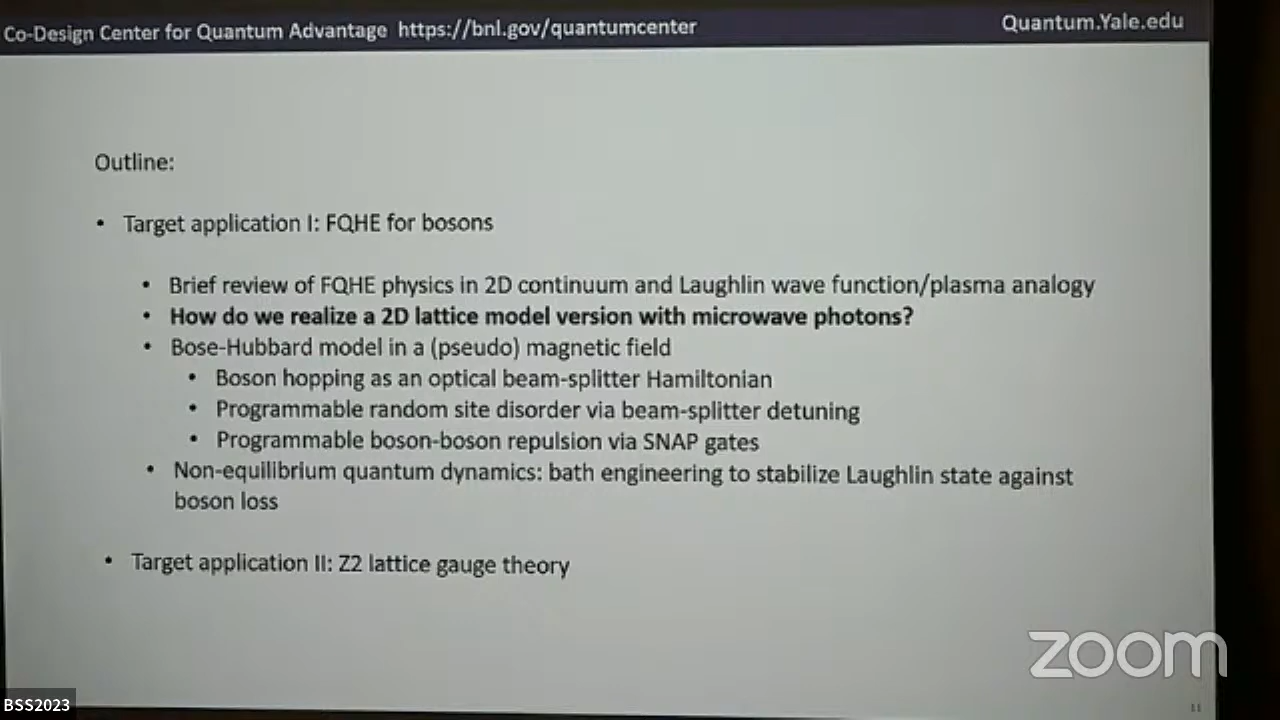 Co-Design Center for Quantum Advantage https://bnl.gov/quantumcenter
Quantum.Yale.edu
Outline:
• Target application I: FQHE for bosons
• Brief review of FQHE physics in 2D continuum and Laughlin wave function/plasma analogy
• How do we realize a 2D lattice model version with microwave photons?
• Bose-Hubbard model in a (pseudo) magnetic field
• Boson hopping as an optical beam-splitter Hamiltonian
• Programmable random site disorder via beam-splitter detuning
• Programmable boson-boson repulsion via SNAP gates
• Non-equilibrium quantum dynamics: bath engineering to stabilize Laughlin state against
boson loss
• Target application II: Z2 lattice gauge theory
zoom
BSS2023
11